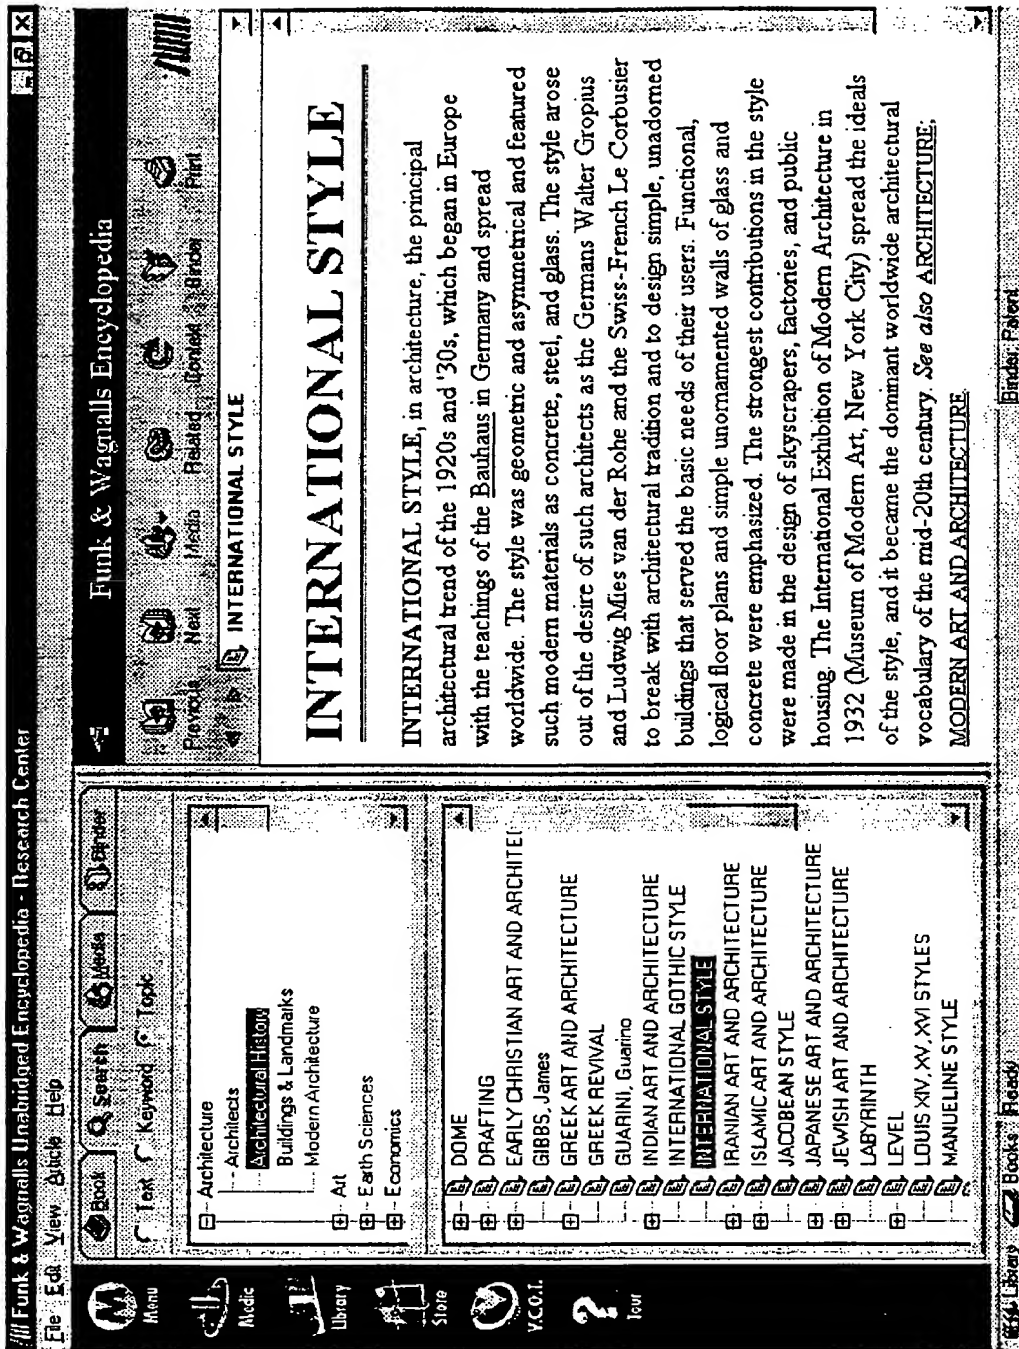 Funk & Wagnalls Unabridged Encyclopedia - Research Center
File Edit View Article Help
Menu
Media
Library
Store
Y.C.O.T.
Tour
Book Search Media Binder
Text Keyword Topic
Architecture
Architects
Architectural History
Buildings & Landmarks
Modern Architecture
Art
Earth Sciences
Economics
DOME
DRAFTING
EARLY CHRISTIAN ART AND ARCHITE
GIBBS, James
GREEK ART AND ARCHITECTURE
GREEK REVIVAL
GUARINI, Guarino
INDIAN ART AND ARCHITECTURE
INTERNATIONAL GOTHIC STYLE
INTERNATIONAL STYLE
IRANIAN ART AND ARCHITECTURE
ISLAMIC ART AND ARCHITECTURE
JACOBEAN STYLE
JAPANESE ART AND ARCHITECTURE
JEWISH ART AND ARCHITECTURE
LABYRINTH
LEVEL
LOUIS XIV, XV, XVI STYLES
MANUELINE STYLE
Funk & Wagnalls Encyclopedia
Previous Next Media Related Context Binder Print
INTERNATIONAL STYLE
INTERNATIONAL STYLE
INTERNATIONAL STYLE, in architecture, the principal
architectural trend of the 1920s and '30s, which began in Europe
with the teachings of the Bauhaus in Germany and spread
worldwide. The style was geometric and asymmetrical and featured
such modern materials as concrete, steel, and glass. The style arose
out of the desire of such architects as the Germans Walter Gropius
and Ludwig Mies van der Rohe and the Swiss-French Le Corbusier
to break with architectural tradition and to design simple, unadorned
buildings that served the basic needs of their users. Functional,
logical floor plans and simple unornamented walls of glass and
concrete were emphasized. The strongest contributions in the style
were made in the design of skyscrapers, factories, and public
housing. The International Exhibition of Modern Architecture in
1932 (Museum of Modern Art, New York City) spread the ideals
of the style, and it became the dominant worldwide architectural
vocabulary of the mid-20th century. See also ARCHITECTURE;
MODERN ART AND ARCHITECTURE
Library Books Ready Binder: Patent